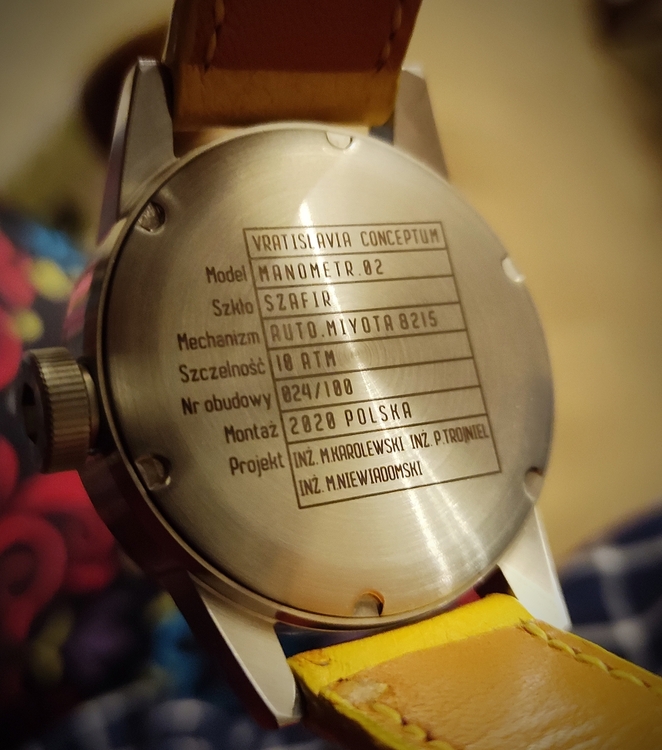 VRATISLAVIA CONCEPTUM
Model MANOMETR.02
Szkło SZAFIR
Mechanizm AUTO.MIYOTA 8215
Szczelność 10 ATM
Nr obudowy 024/100
Montaż 2020 POLSKA
Projekt INŻ. M.KAROLEWSKI INŻ. P.TROJNIEL
INŻ. M.NIEWIADOMSKI